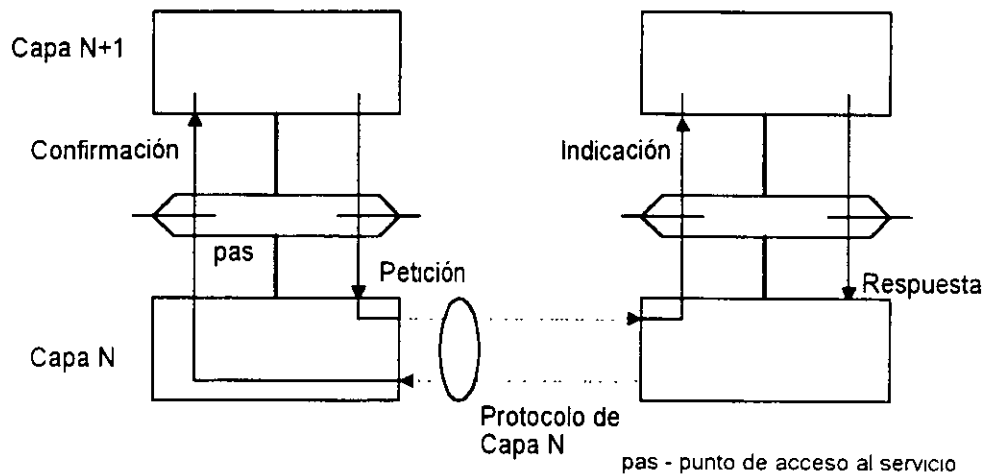 Capa N+1
Confirmación
Indicación
pas
Petición
Respuesta
Capa N
Protocolo de
Capa N
pas - punto de acceso al servicio